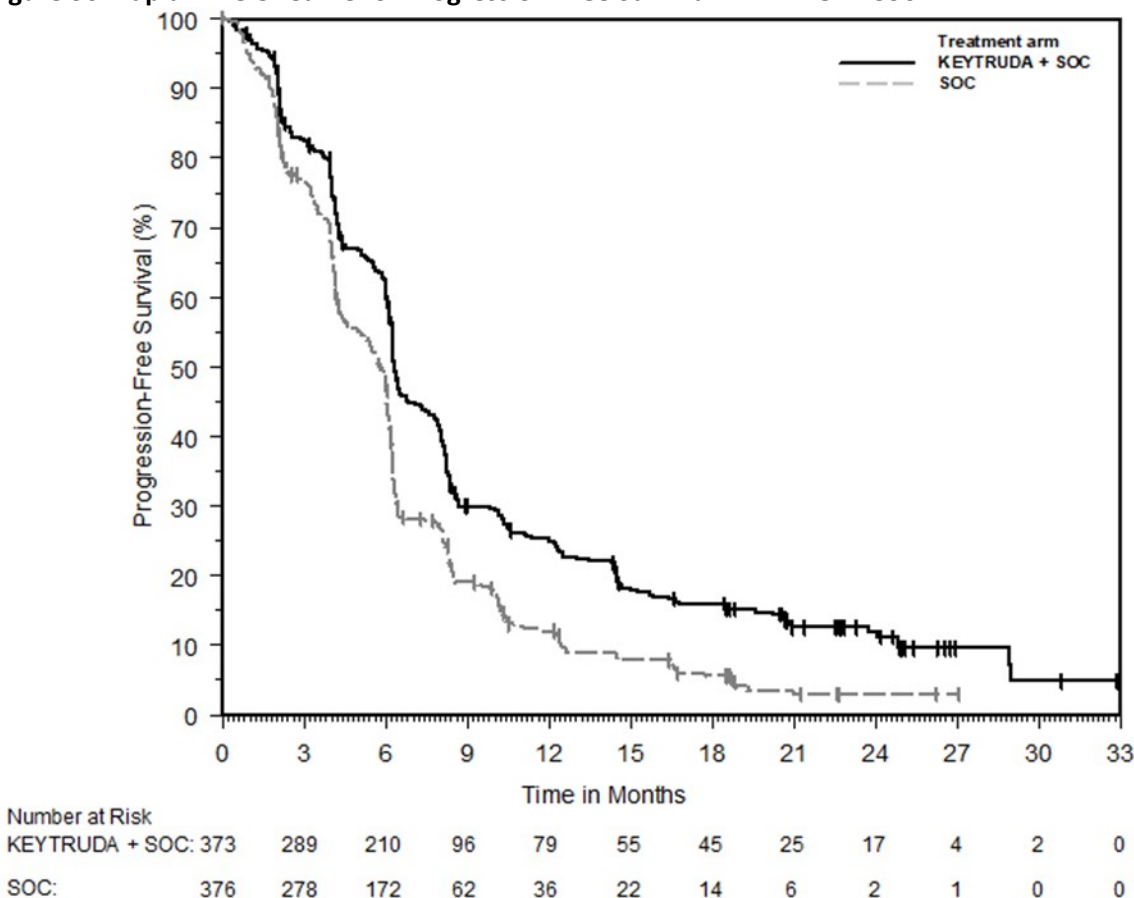 Treatment arm
KEYTRUDA + SOC
SOC
Progression-Free Survival (%)
100
90
80
70
60
50
40
30
20
10
0
0 3 6 9 12 15 18 21 24 27 30 33
Time in Months
Number at Risk
KEYTRUDA + SOC: 373 289 210 96 79 55 45 25 17 4 2 0
SOC: 376 278 172 62 36 22 14 6 2 1 0 0